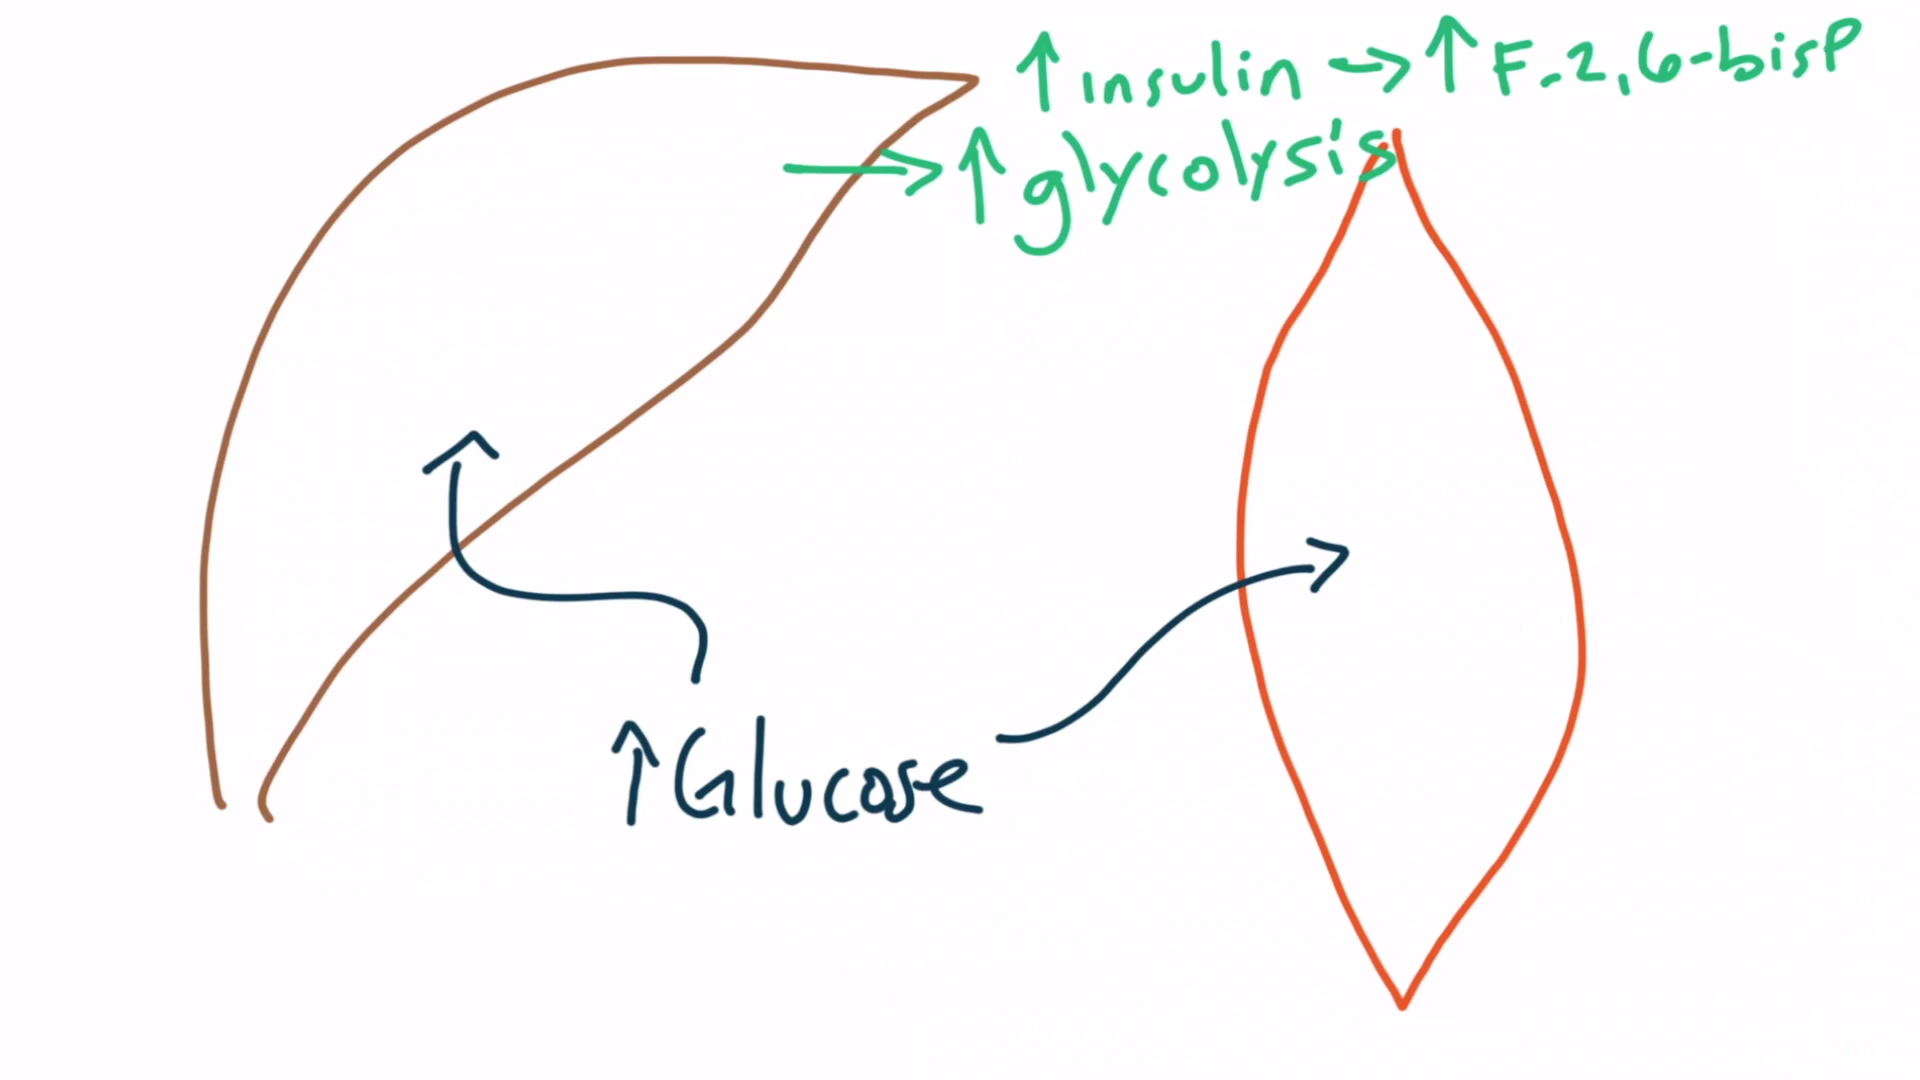 ↑ insulin → ↑ F-2,6-bisP
→ ↑ glycolysis
↑ Glucose